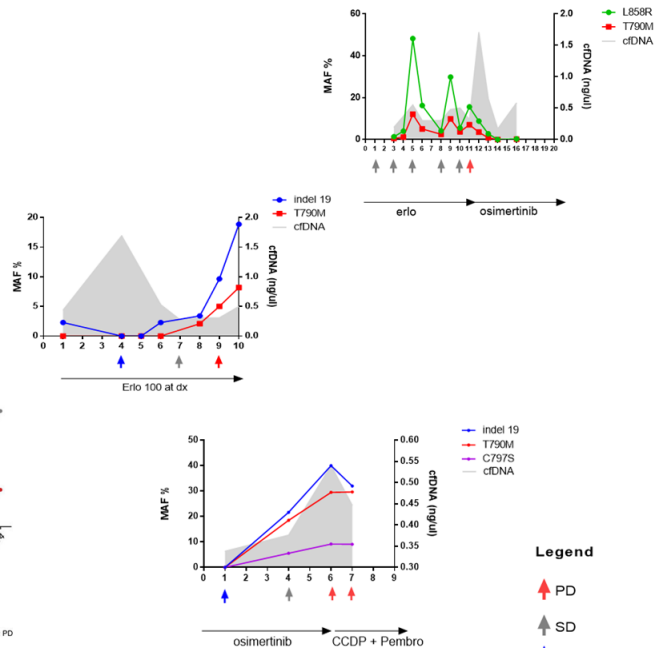 60
40
20
0
MAF %
2.0
1.5
1.0
0.5
0.0
cfDNA (ng/ul)
L858R
T790M
cfDNA
0 1 2 3 4 5 6 7 8 9 10 11 12 13 14 15 16 17 18 19 20
erlo
osimertinib
20
15
10
5
0
MAF %
2.0
1.5
1.0
0.5
0.0
cfDNA (ng/ul)
indel 19
T790M
cfDNA
0 1 2 3 4 5 6 7 8 9 10
Erlo 100 at dx
50
40
30
20
10
0
MAF %
0.60
0.55
0.50
0.45
0.40
0.35
0.30
cfDNA (ng/ul)
indel 19
T790M
C797S
cfDNA
0 1 2 3 4 5 6 7 8 9
osimertinib
CCDP + Pembro
Legend
PD
SD
PD